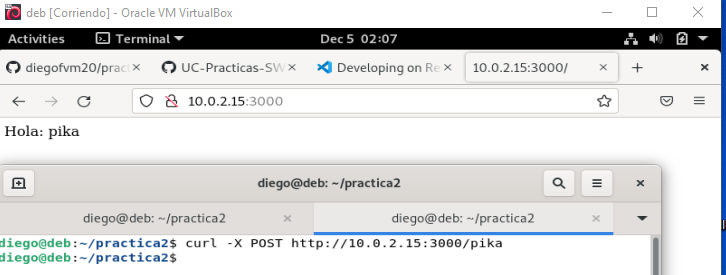 deb [Corriendo] - Oracle VM VirtualBox
Activities Terminal Dec 5 02:07
diegofvm20/pract UC-Practicas-SW Developing on Re 10.0.2.15:3000/
10.0.2.15:3000
Hola: pika
diego@deb: ~/practica2
diego@deb: ~/practica2 diego@deb: ~/practica2
diego@deb:~/practica2$ curl -X POST http://10.0.2.15:3000/pika
diego@deb:~/practica2$